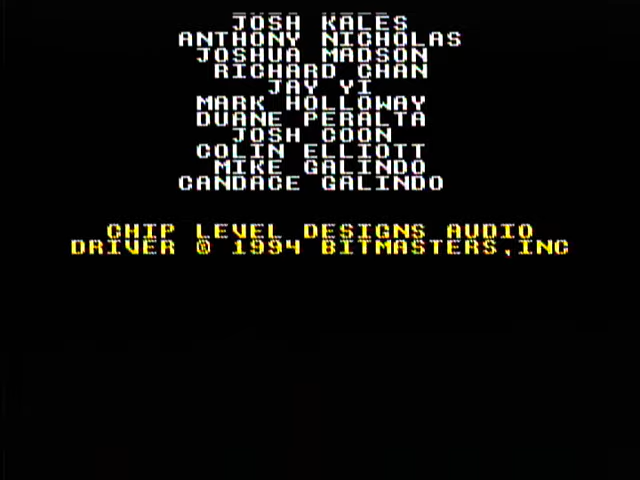 JOSH KALES
ANTHONY NICHOLAS
JOSHUA MADSON
RICHARD CHAN
JAY YI
MARK HOLLOWAY
DUANE PERALTA
JOSH COON
COLIN ELLIOTT
MIKE GALINDO
CANDACE GALINDO
CHIP LEVEL DESIGNS AUDIO
DRIVER © 1994 BITMASTERS,INC